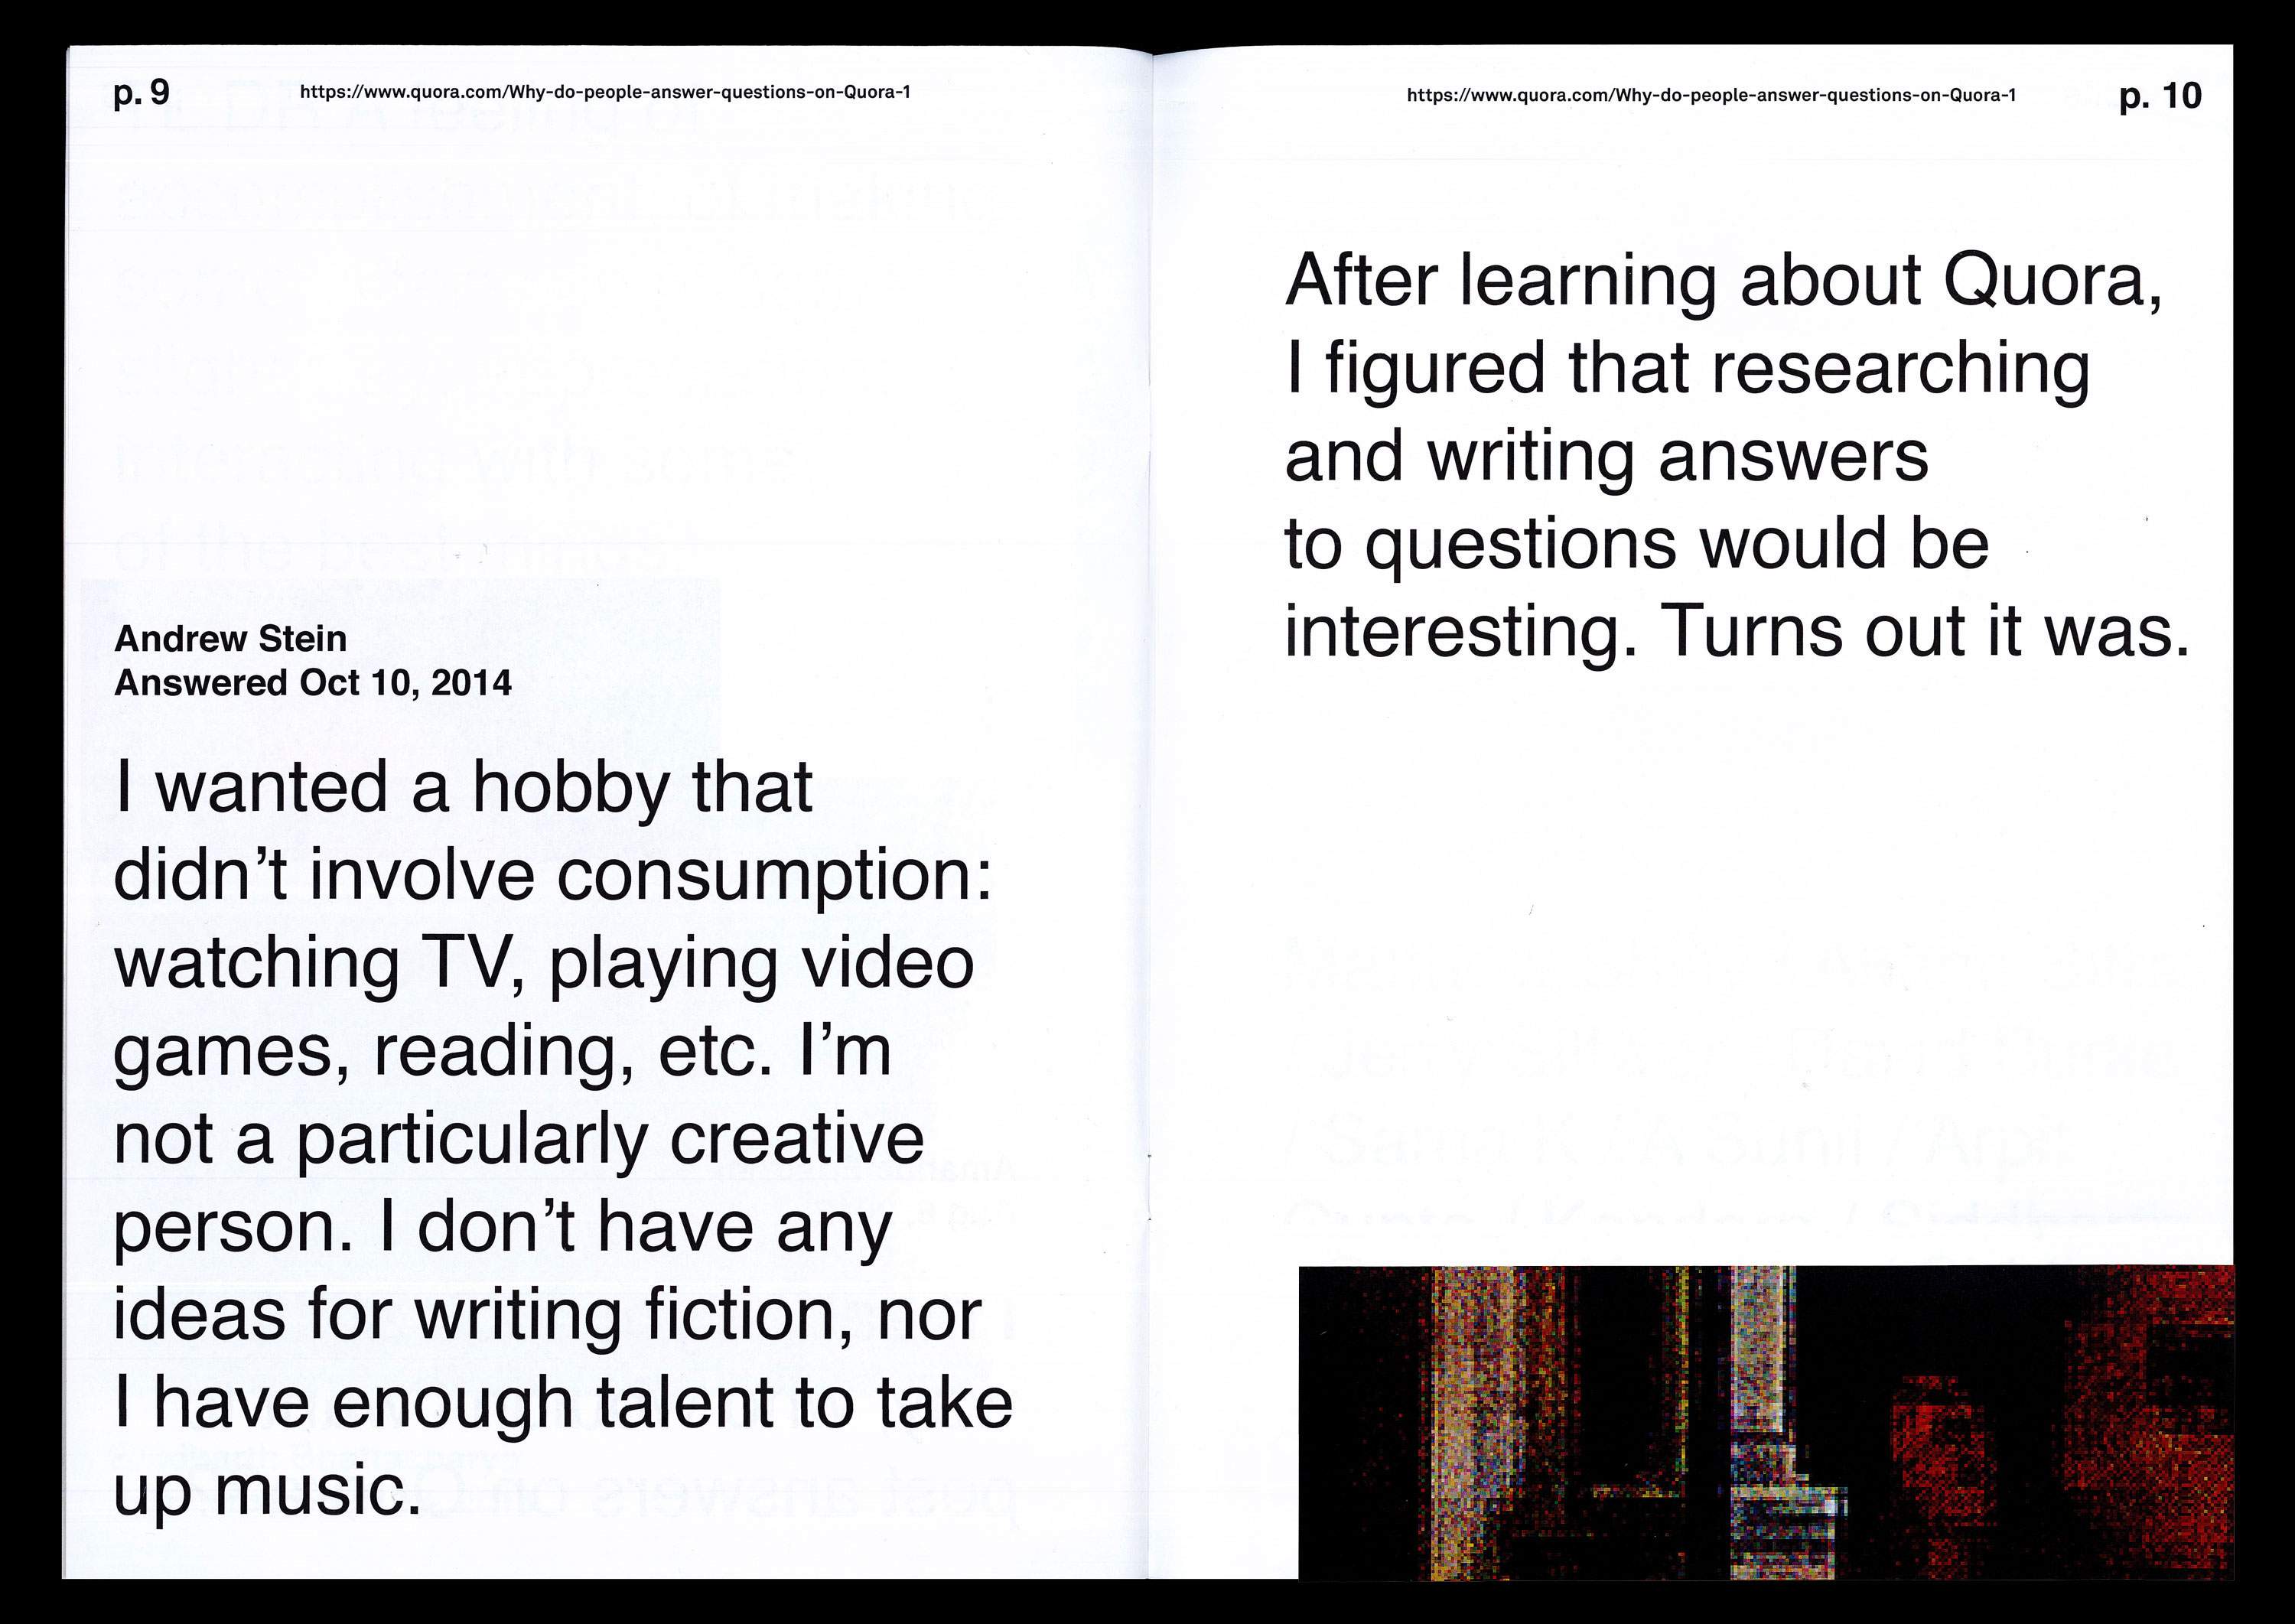 p. 9
https://www.quora.com/Why-do-people-answer-questions-on-Quora-1
Andrew Stein
Answered Oct 10, 2014
I wanted a hobby that
didn’t involve consumption:
watching TV, playing video
games, reading, etc. I’m
not a particularly creative
person. I don’t have any
ideas for writing fiction, nor
I have enough talent to take
up music.
https://www.quora.com/Why-do-people-answer-questions-on-Quora-1
p. 10
After learning about Quora,
I figured that researching
and writing answers
to questions would be
interesting. Turns out it was.